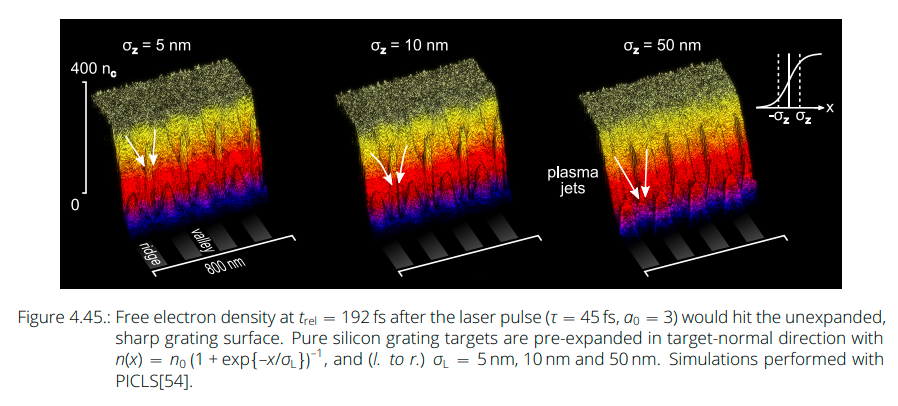 σz = 5 nm
σz = 10 nm
σz = 50 nm
400 nc
0
ridge
valley
800 nm
plasma
jets
-σz σz
x
Figure 4.45.: Free electron density at trel = 192 fs after the laser pulse (τ = 45 fs, a0 = 3) would hit the unexpanded,
sharp grating surface. Pure silicon grating targets are pre-expanded in target-normal direction with
n(x) = n0 (1 + exp{−x/σL})−1, and (l. to r.) σL = 5 nm, 10 nm and 50 nm. Simulations performed with
PICLS[54].